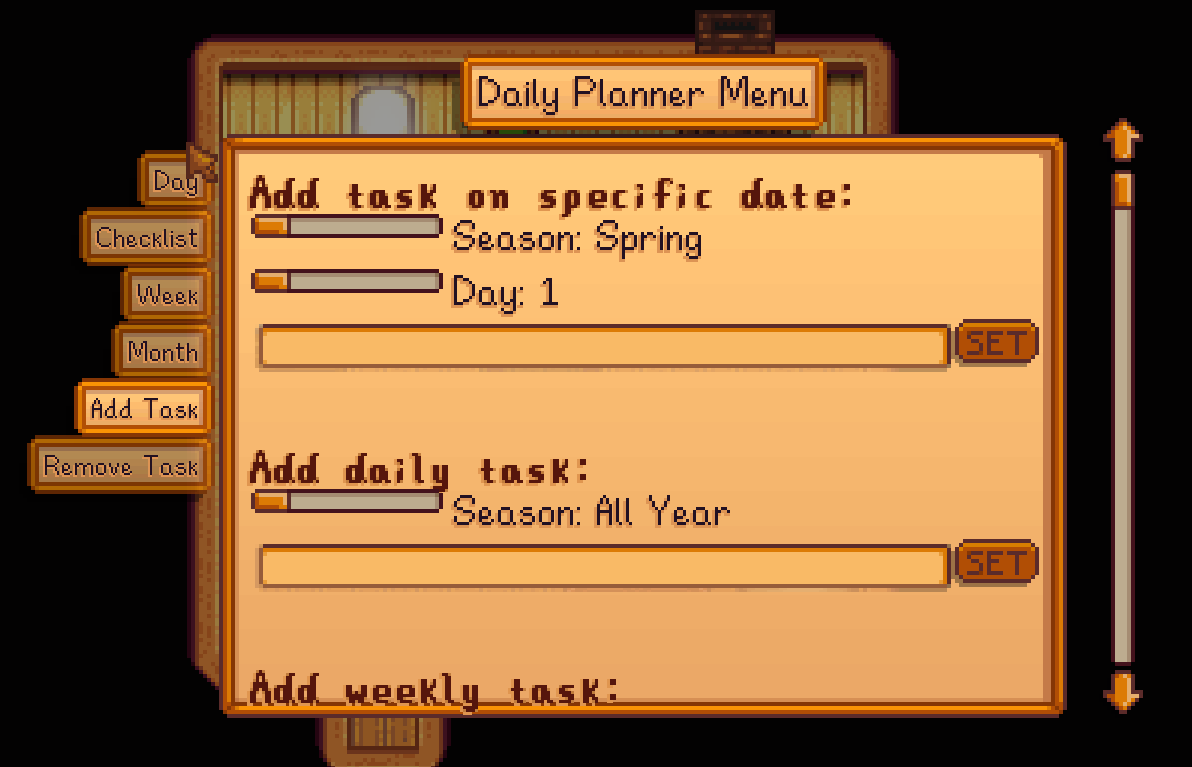 Daily Planner Menu
Day
Checklist
Week
Month
Add Task
Remove Task
Add task on specific date:
Season: Spring
Day: 1
SET
Add daily task:
Season: All Year
SET
Add weekly task: